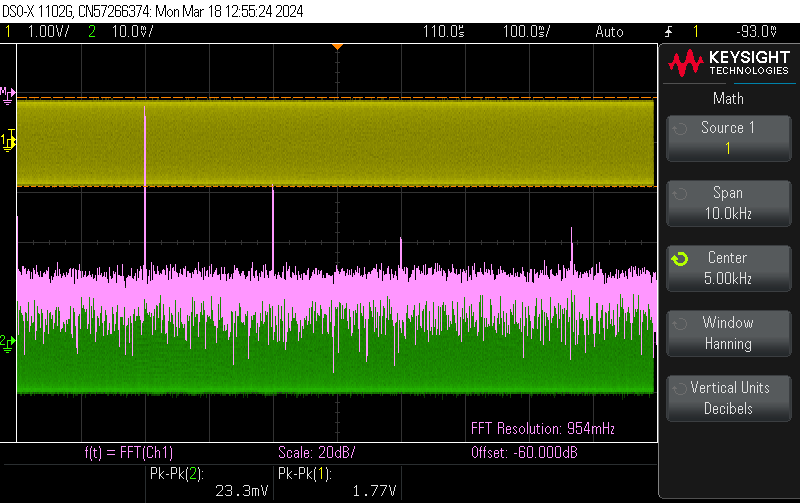 DSO-X 1102G, CN57266374: Mon Mar 18 12:55:24 2024
1 1.00V/ 2 10.0V/ 110.0s 100.0s/ Auto 1 -93.0V
KEYSIGHT
TECHNOLOGIES
Math
Source 1
1
Span
10.0kHz
Center
5.00kHz
Window
Hanning
Vertical Units
Decibels
M
1
T
2
FFT Resolution: 954mHz
f(t) = FFT(Ch1) Scale: 20dB/ Offset: -60.000dB
Pk-Pk(2): Pk-Pk(1):
23.3mV 1.77V